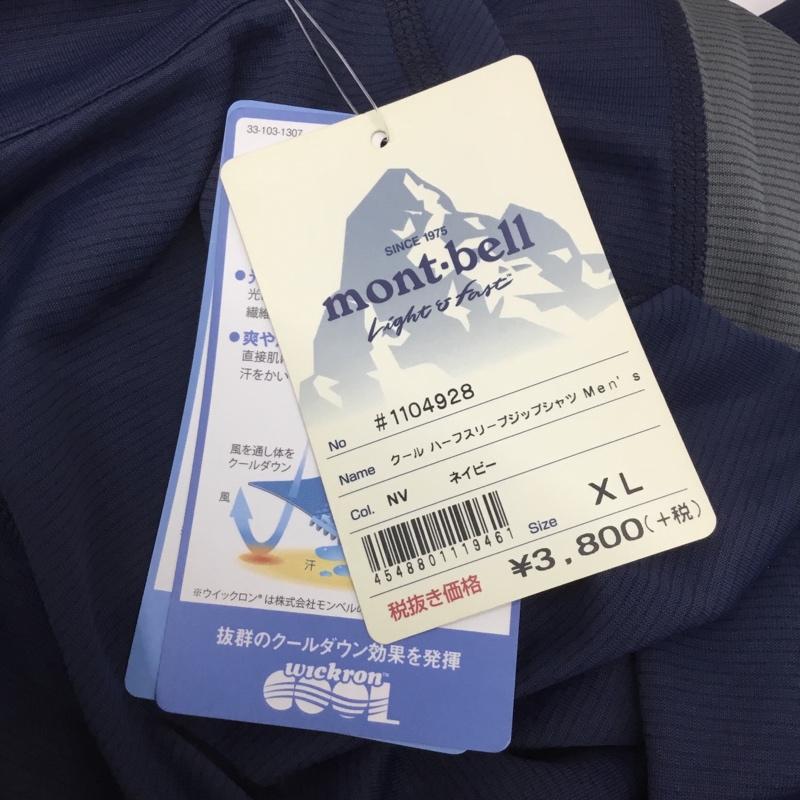 SINCE 1975
mont-bell
Light & Fast™
No #1104928
Name クール ハーフスリーブジップシャツ Men's
Col. NV ネイビー
Size XL
4548801119461
税抜き価格 ¥3,800(+税)
33-103-1307
光
繊維
●爽や
直接肌に
汗をかい
風を通し体を
クールダウン
風
汗
※ウイックロン®は株式会社モンベルの
抜群のクールダウン効果を発揮
wickron™
COOL